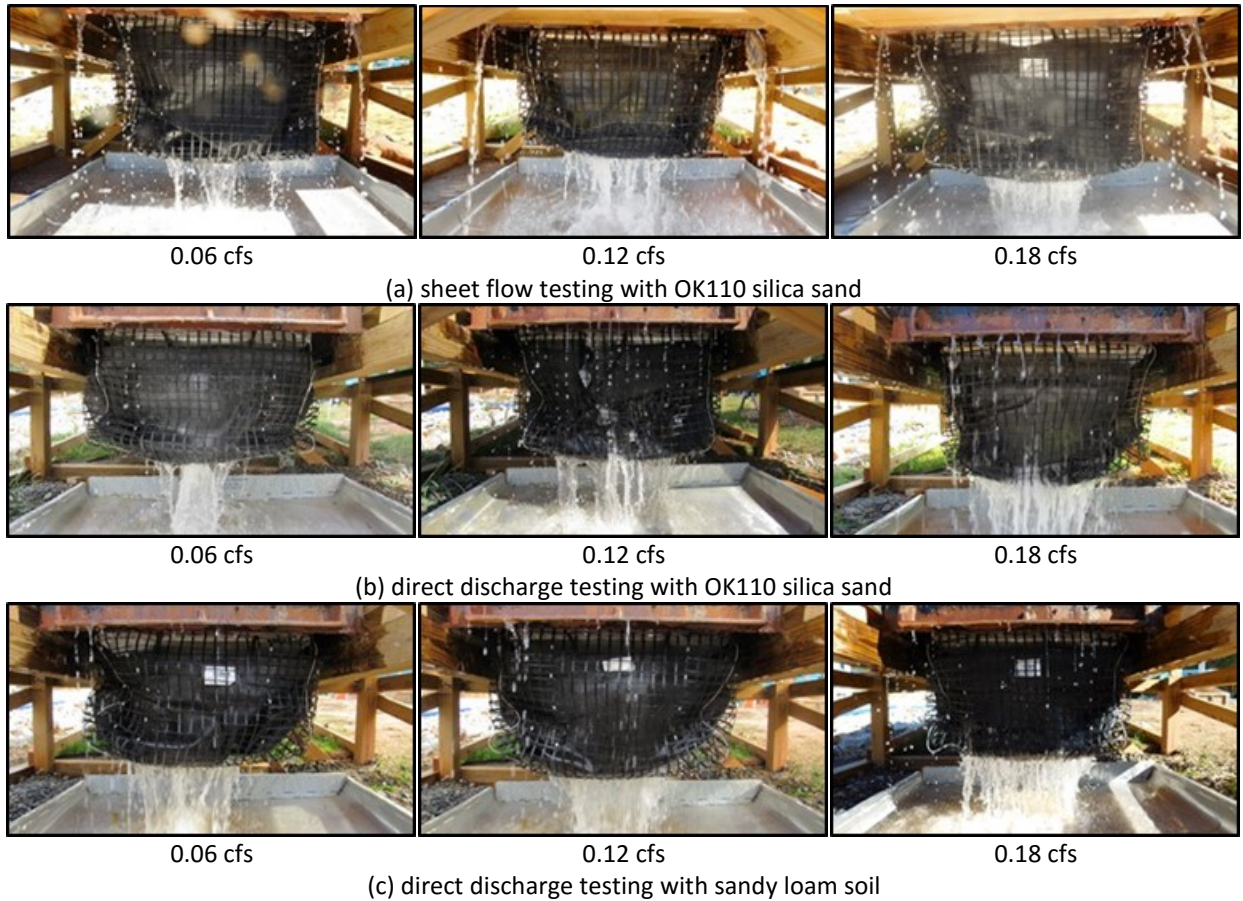 0.06 cfs 0.12 cfs 0.18 cfs
(a) sheet flow testing with OK110 silica sand
0.06 cfs 0.12 cfs 0.18 cfs
(b) direct discharge testing with OK110 silica sand
0.06 cfs 0.12 cfs 0.18 cfs
(c) direct discharge testing with sandy loam soil